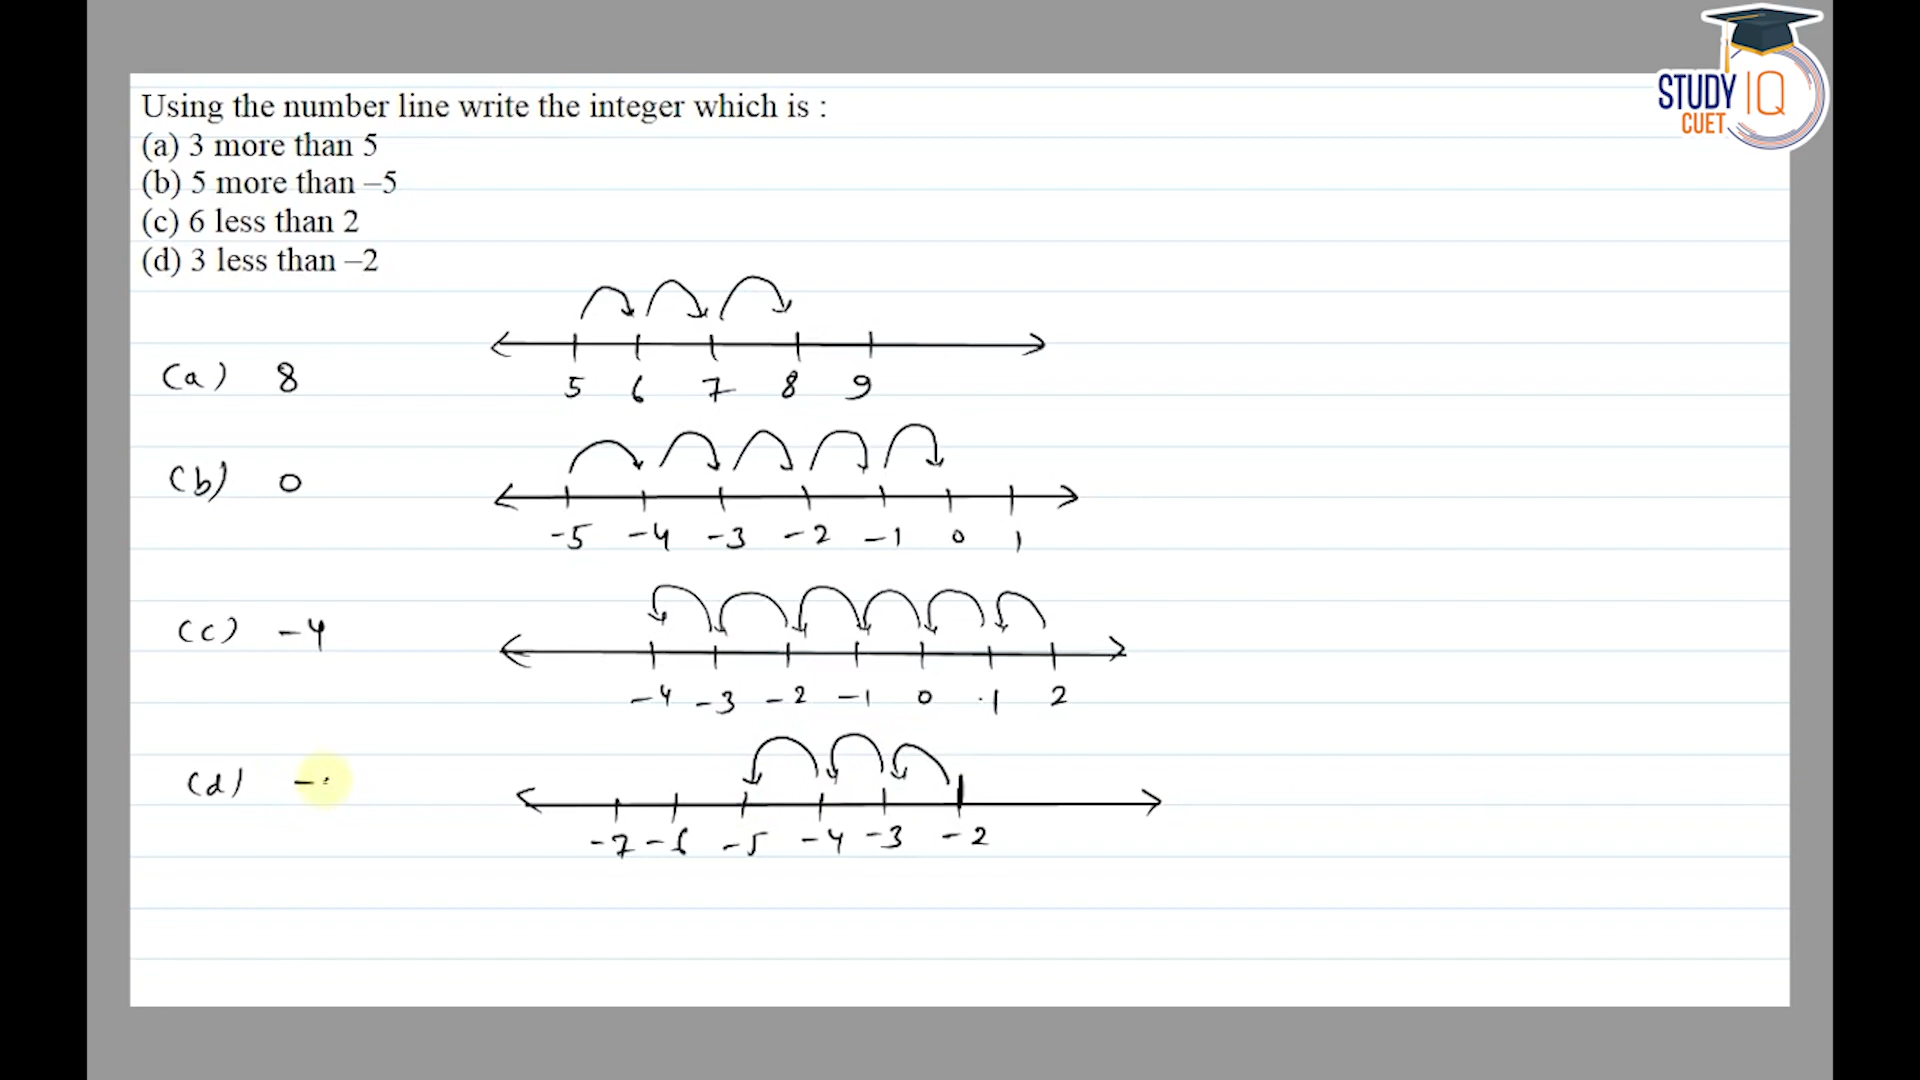 STUDY IQ
CUET
Using the number line write the integer which is :
(a) 3 more than 5
(b) 5 more than –5
(c) 6 less than 2
(d) 3 less than –2
(a) 8
5 6 7 8 9
(b) 0
-5 -4 -3 -2 -1 0 1
(c) -4
-4 -3 -2 -1 0 1 2
(d) -
-7 -6 -5 -4 -3 -2